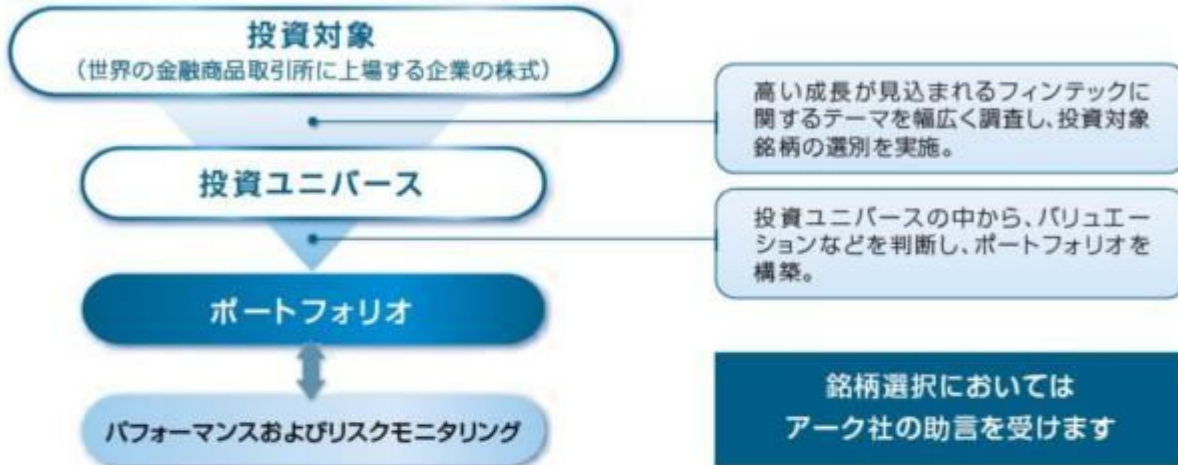 投資対象
（世界の金融商品取引所に上場する企業の株式）
高い成長が見込まれるフィンテックに
関するテーマを幅広く調査し、投資対象
銘柄の選別を実施。
投資ユニバース
投資ユニバースの中から、バリュエー
ションなどを判断し、ポートフォリオを
構築。
ポートフォリオ
パフォーマンスおよびリスクモニタリング
銘柄選択においては
アーク社の助言を受けます